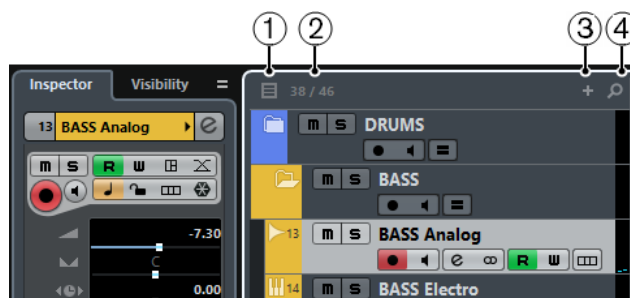 1 2 3 4
Inspector Visibility
38 / 46
13 BASS Analog e
m S DRUMS
m S R W
m S BASS
-7.30
13 m S BASS Analog
C
e R W
0.00
14 m S BASS Electro